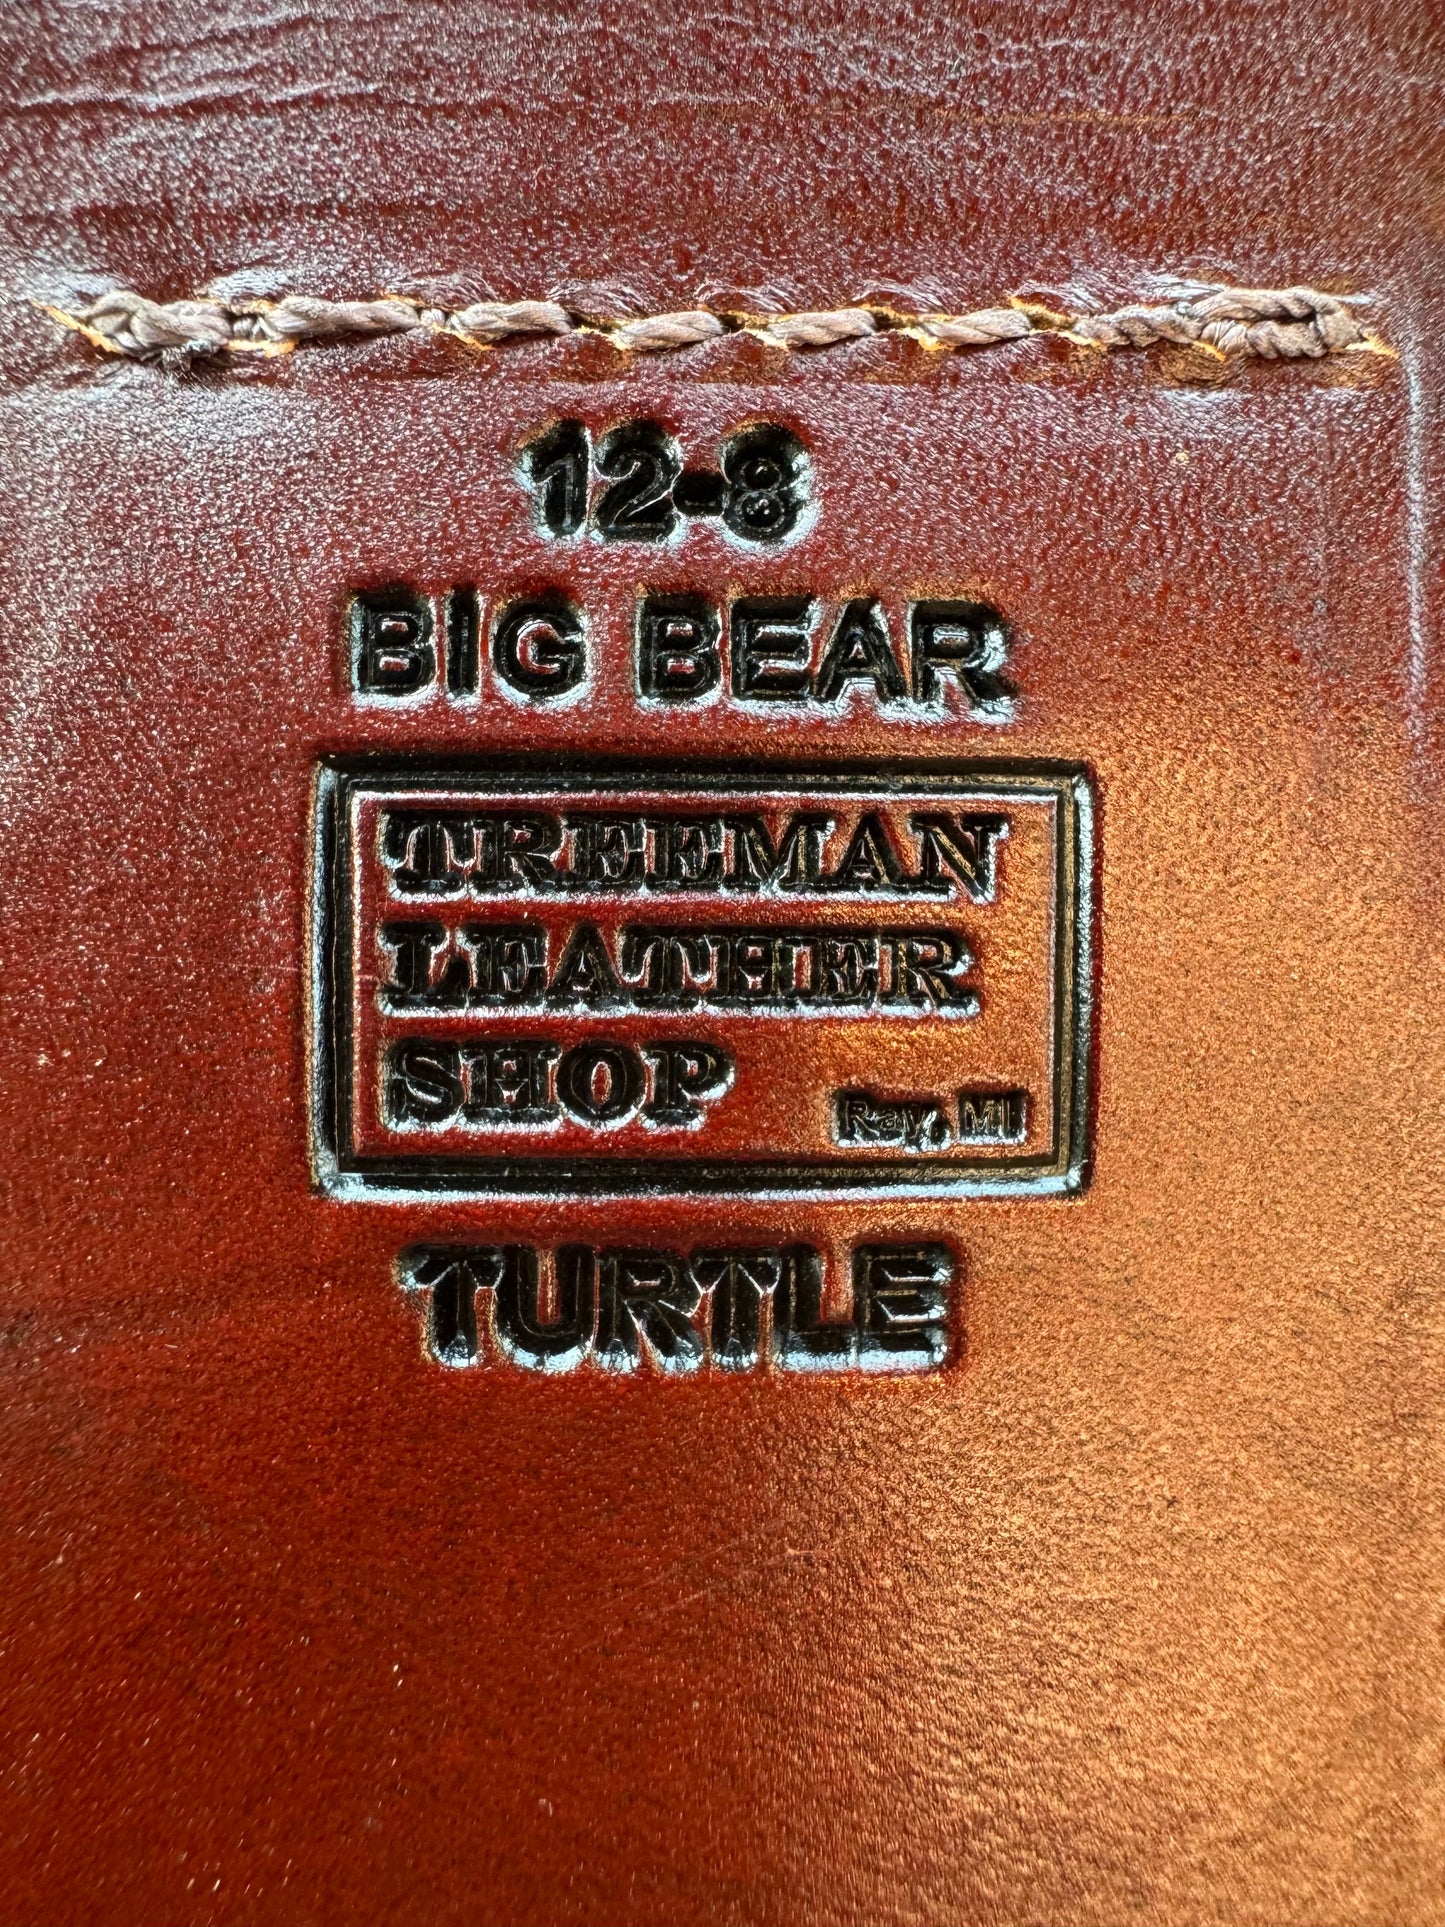 12-8
BIG BEAR
TREEMAN
LEATHER
SHOP Ray, MI
TURTLE